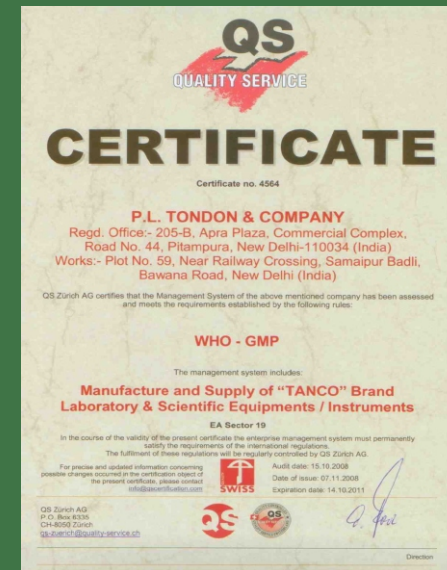 QS
QUALITY SERVICE
CERTIFICATE
Certificate no. 4564
P.L. TONDON & COMPANY
Regd. Office:- 205-B, Apra Plaza, Commercial Complex,
Road No. 44, Pitampura, New Delhi-110034 (India)
Works:- Plot No. 59, Near Railway Crossing, Samaipur Badli,
Bawana Road, New Delhi (India)
QS Zürich AG certifies that the Management System of the above mentioned company has been assessed
and meets the requirements established by the following rules:
WHO - GMP
The management system includes:
Manufacture and Supply of “TANCO” Brand
Laboratory & Scientific Equipments / Instruments
EA Sector 19
In the course of the validity of the present certificate the enterprise management system must permanently
satisfy the requirements of the international regulations.
The fulfilment of these regulations will be regularly controlled by QS Zürich AG.
For precise and updated information concerning
possible changes occurred in the certification object of
the present certificate, please contact
info@qscertification.com
SWISS
Audit date: 15.10.2008
Date of issue: 07.11.2008
Expiration date: 14.10.2011
QS Zürich AG
P.O. Box 6335
CH-8050 Zürich
qs-zuerich@quality-service.ch
QS
QS
Direction